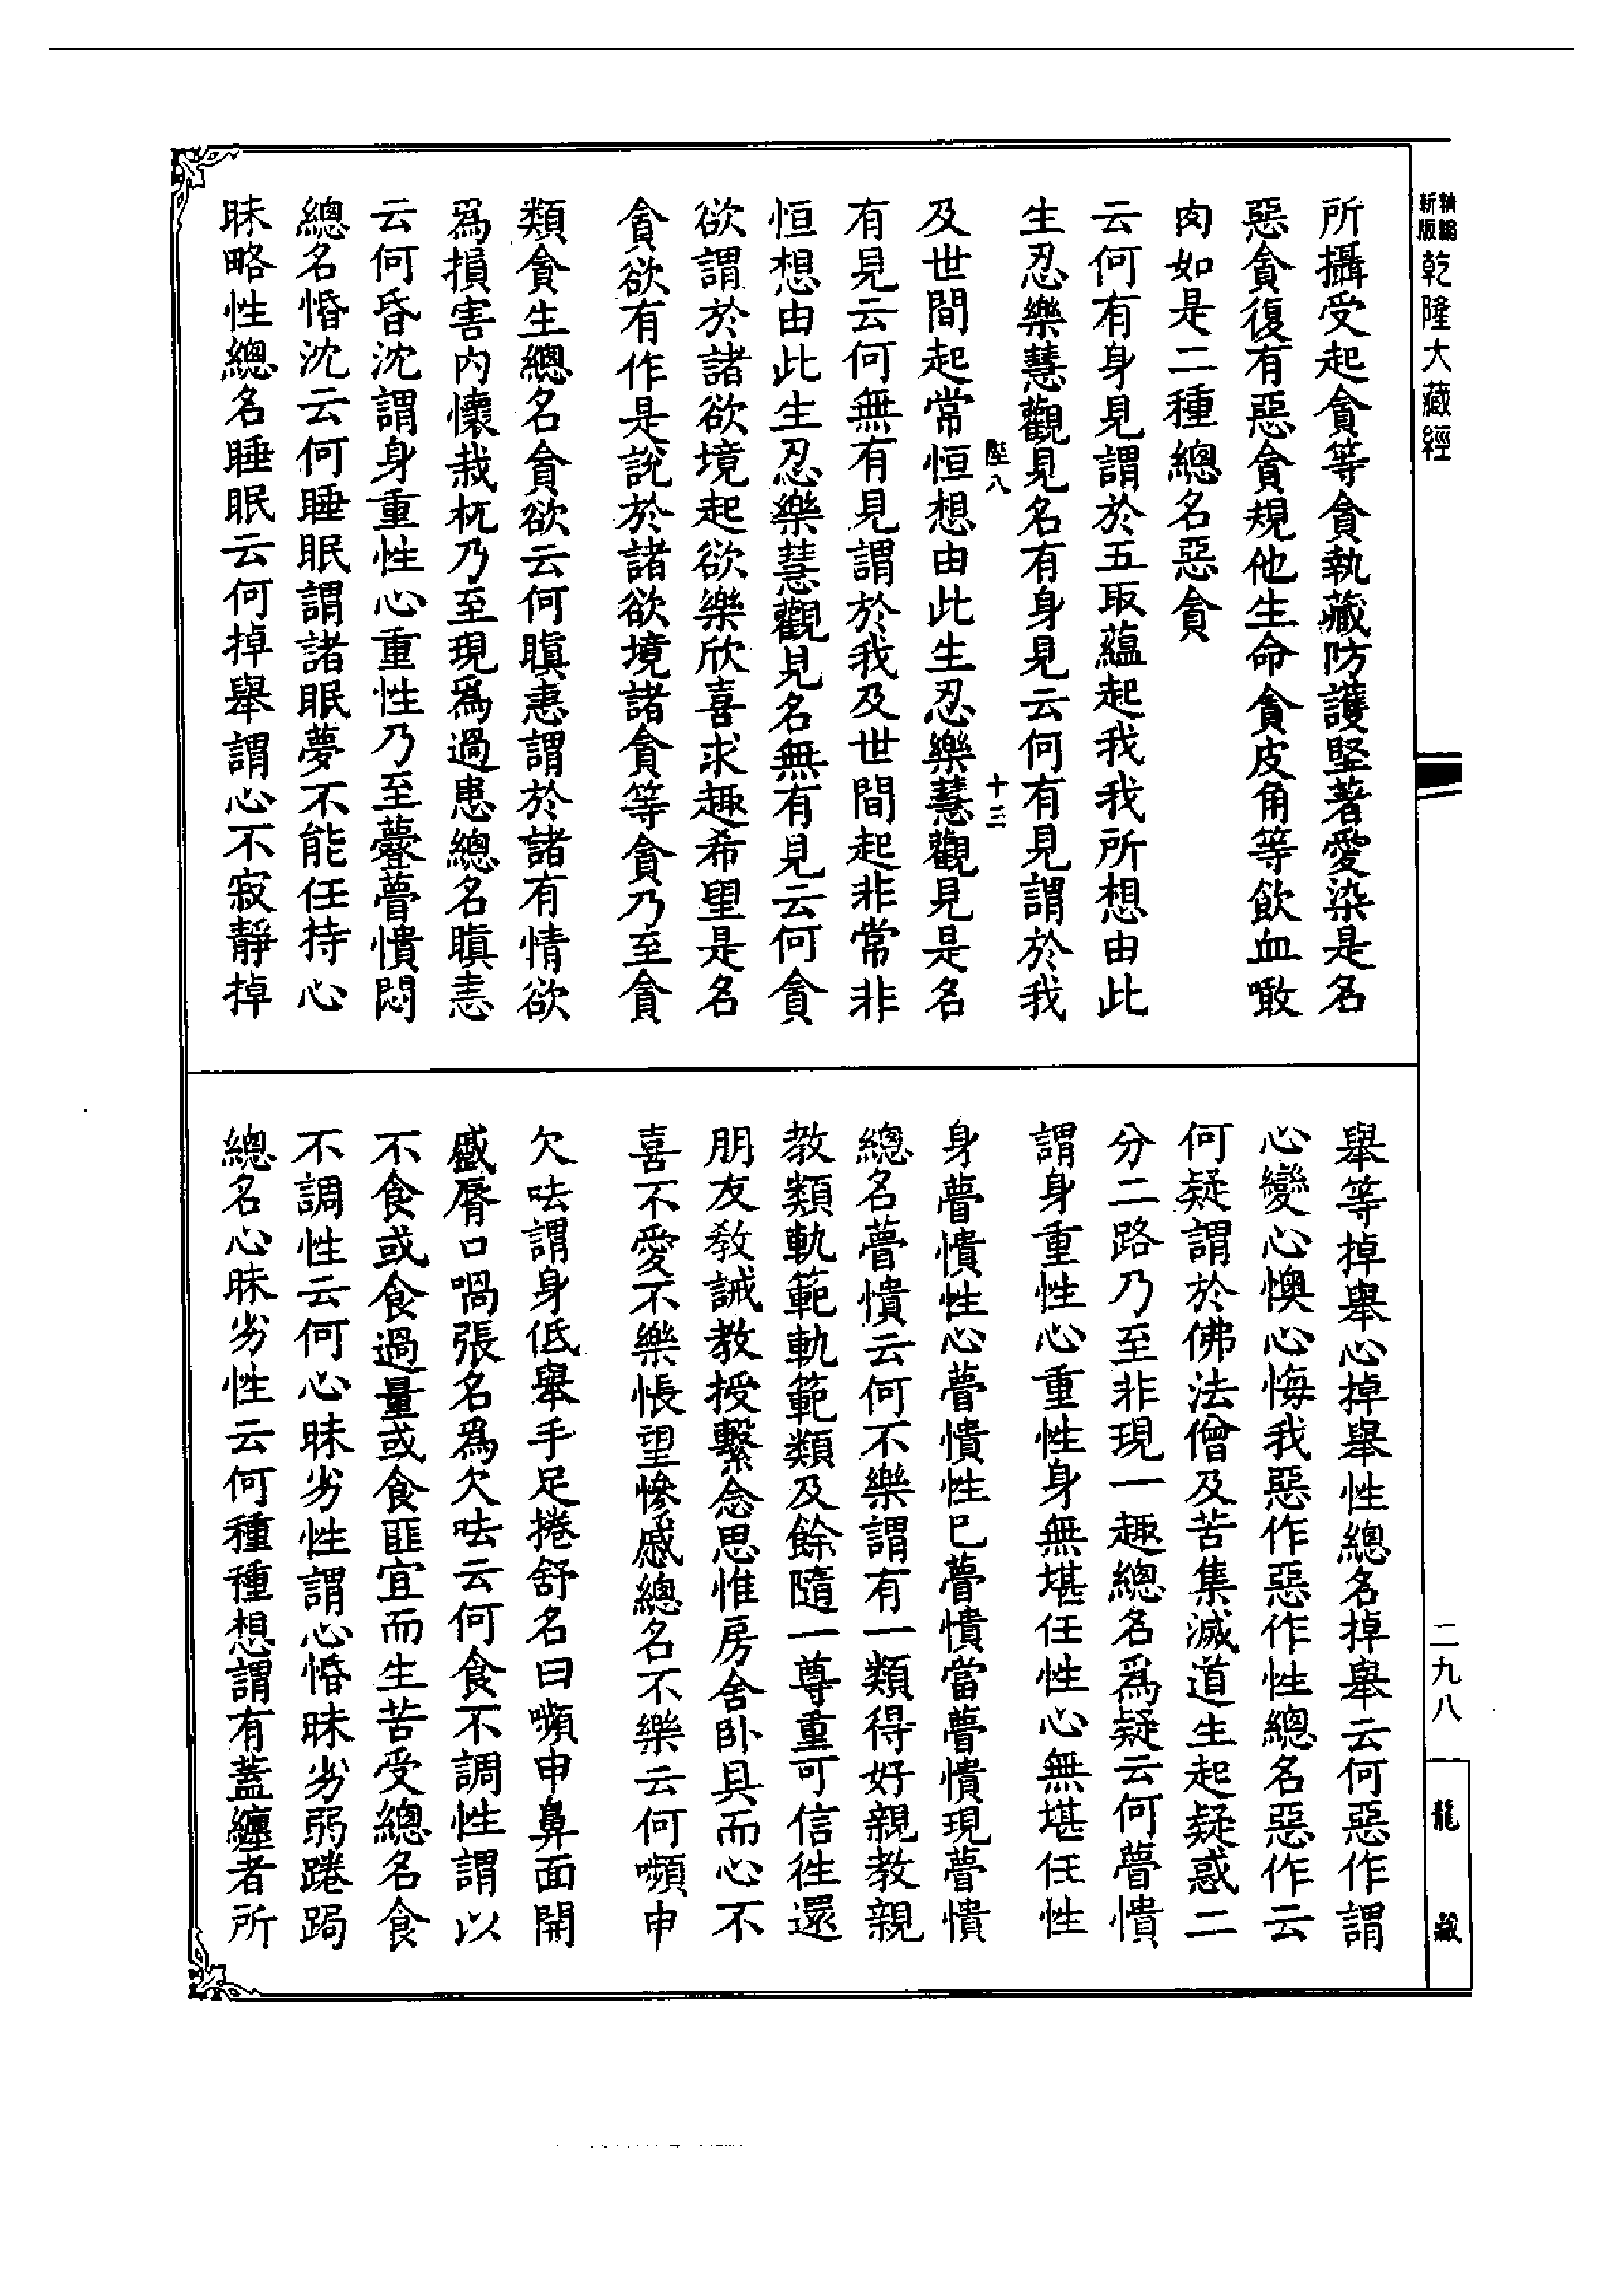 新版
乾隆大藏經
所攝受起貪等貪執藏防護堅著愛染是名
惡貪復有惡貪規他生命貪皮角等飲血噉
肉如是二種總名惡貪
云何有身見謂於五取蘊起我我所想由此
生忍樂慧觀見名有身見云何有見謂於我
十三
及世間起常恒想由此生忍樂慧觀見是名
有見云何無有見謂於我及世間起非常非
恒想由此生忍樂慧觀見名無有見云何貪
欲謂於諸欲境起欲樂欣喜求趣希望是名
貪欲有作是說於諸欲境諸貪等貪乃至貪
類貪生總名貪欲云何瞋恚謂於諸有情欲
為損害內懷栽杌乃至現為過患總名瞋恚
云何昏沈謂身重性心重性乃至䑃瞢憒悶
總名惛沈云何睡眠謂諸眠夢不能任持心
昧略性總名睡眠云何掉舉謂心不寂靜掉
舉等掉舉心掉舉性總名掉舉云何惡作謂
心變心懊心悔我惡作惡作性總名惡作云
何疑謂於佛法僧及苦集滅道生起疑惑二
分二路乃至非現一趣總名為疑云何瞢憒
謂身重性心重性身無堪任性心無堪任性
身瞢憒性心瞢憒性已瞢憒當瞢憒現瞢憒
總名瞢憒云何不樂謂有一類得好親教親
教類軌範軌範類及餘隨一尊重可信往還
朋友教誡教授繫念思惟房舍臥具而心不
喜不愛不樂悵望慘慼總名不樂云何嚬申
欠呿謂身低舉手足捲舒名曰嚬申鼻面開
蹙脣口喎張名為欠呿云何食不調性謂以
不食或食過量或食匪宜而生苦受總名食
不調性云何心昧劣性謂心惛昧劣弱踡跼
總名心昧劣性云何種種想謂有蓋纏者所
二九八
龍藏